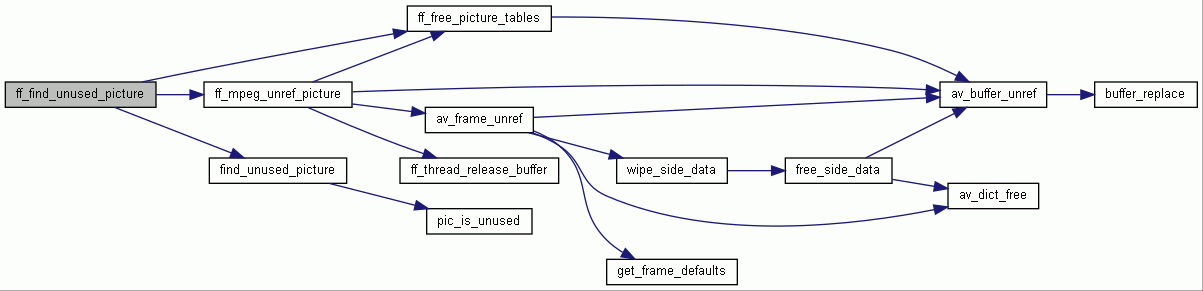 ff_free_picture_tables
ff_find_unused_picture
ff_mpeg_unref_picture
av_buffer_unref
buffer_replace
av_frame_unref
find_unused_picture
ff_thread_release_buffer
wipe_side_data
free_side_data
av_dict_free
pic_is_unused
get_frame_defaults